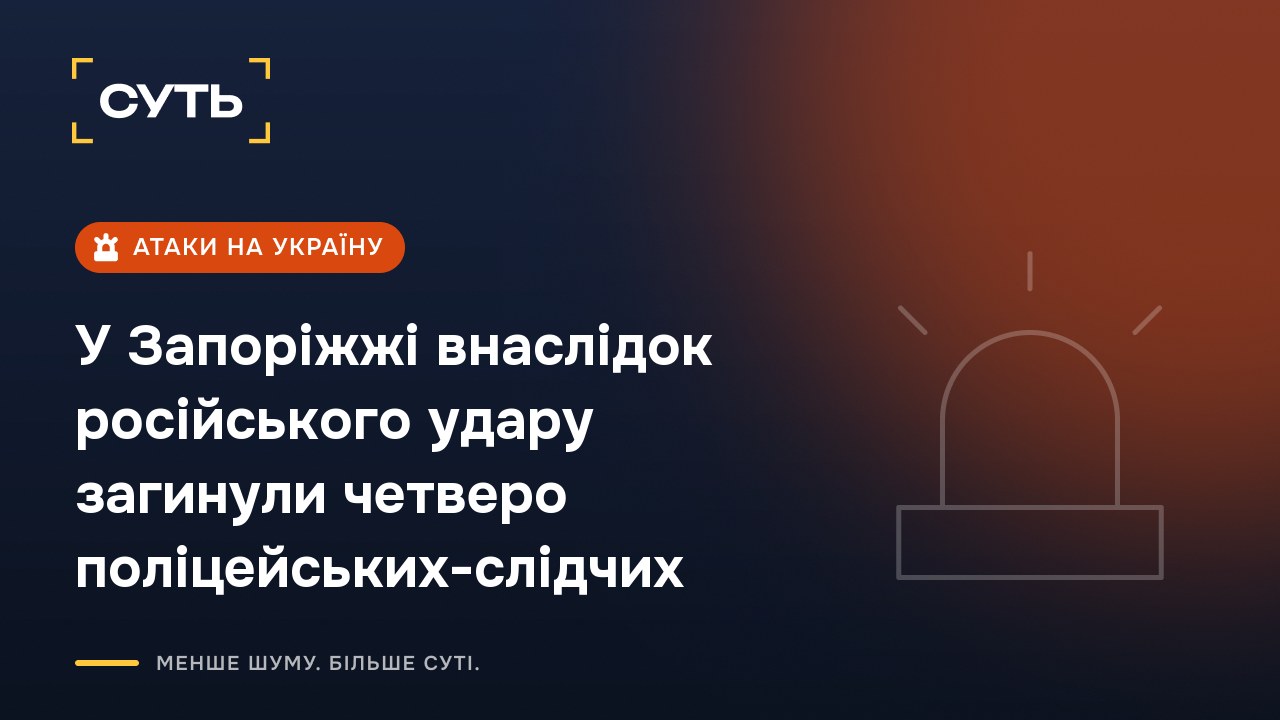 СУТЬ
АТАКИ НА УКРАЇНУ
У Запоріжжі внаслідок
російського удару
загинули четверо
поліцейських-слідчих
МЕНШЕ ШУМУ. БІЛЬШЕ СУТІ.